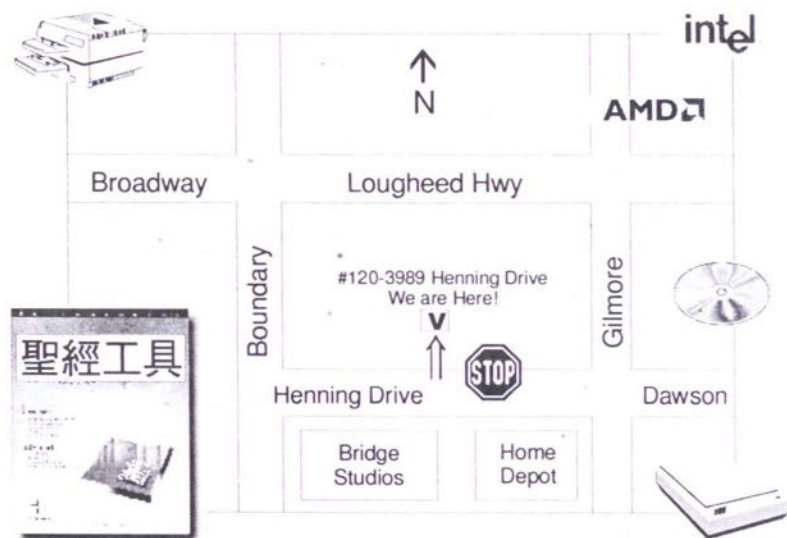 intel
N
AMD
Broadway
Lougheed Hwy
Boundary
#120-3989 Henning Drive
We are Here!
V
Gilmore
聖經工具
STOP
Henning Drive
Dawson
Bridge
Studios
Home
Depot